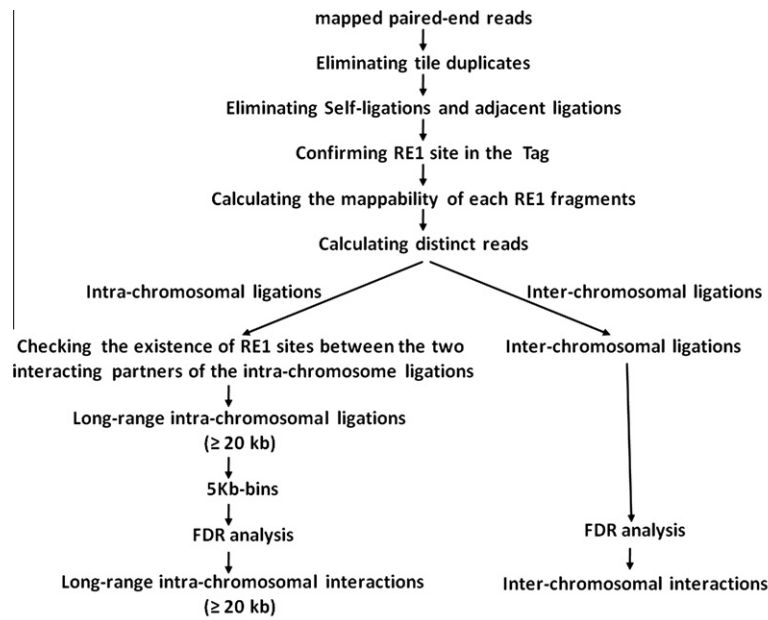 mapped paired-end reads
Eliminating tile duplicates
Eliminating Self-ligations and adjacent ligations
Confirming RE1 site in the Tag
Calculating the mappability of each RE1 fragments
Calculating distinct reads
Intra-chromosomal ligations
Inter-chromosomal ligations
Checking the existence of RE1 sites between the two
interacting partners of the intra-chromosome ligations
Inter-chromosomal ligations
Long-range intra-chromosomal ligations
(≥ 20 kb)
5Kb-bins
FDR analysis
FDR analysis
Long-range intra-chromosomal interactions
(≥ 20 kb)
Inter-chromosomal interactions